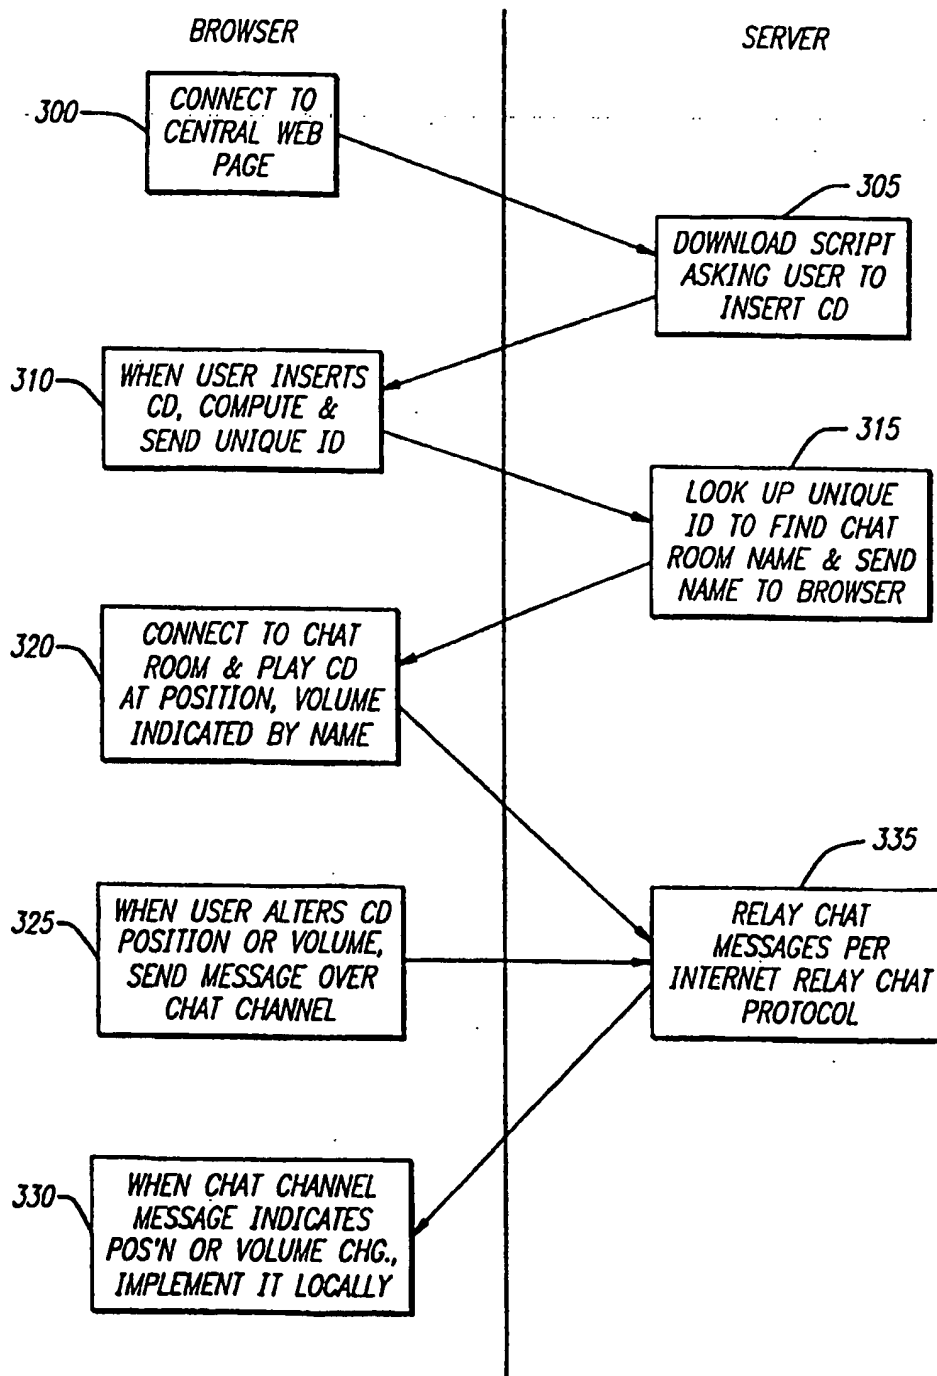 BROWSER
SERVER
300
CONNECT TO
CENTRAL WEB
PAGE
305
DOWNLOAD SCRIPT
ASKING USER TO
INSERT CD
310
WHEN USER INSERTS
CD, COMPUTE &
SEND UNIQUE ID
315
LOOK UP UNIQUE
ID TO FIND CHAT
ROOM NAME & SEND
NAME TO BROWSER
320
CONNECT TO CHAT
ROOM & PLAY CD
AT POSITION, VOLUME
INDICATED BY NAME
325
WHEN USER ALTERS CD
POSITION OR VOLUME,
SEND MESSAGE OVER
CHAT CHANNEL
335
RELAY CHAT
MESSAGES PER
INTERNET RELAY CHAT
PROTOCOL
330
WHEN CHAT CHANNEL
MESSAGE INDICATES
POS'N OR VOLUME CHG.,
IMPLEMENT IT LOCALLY